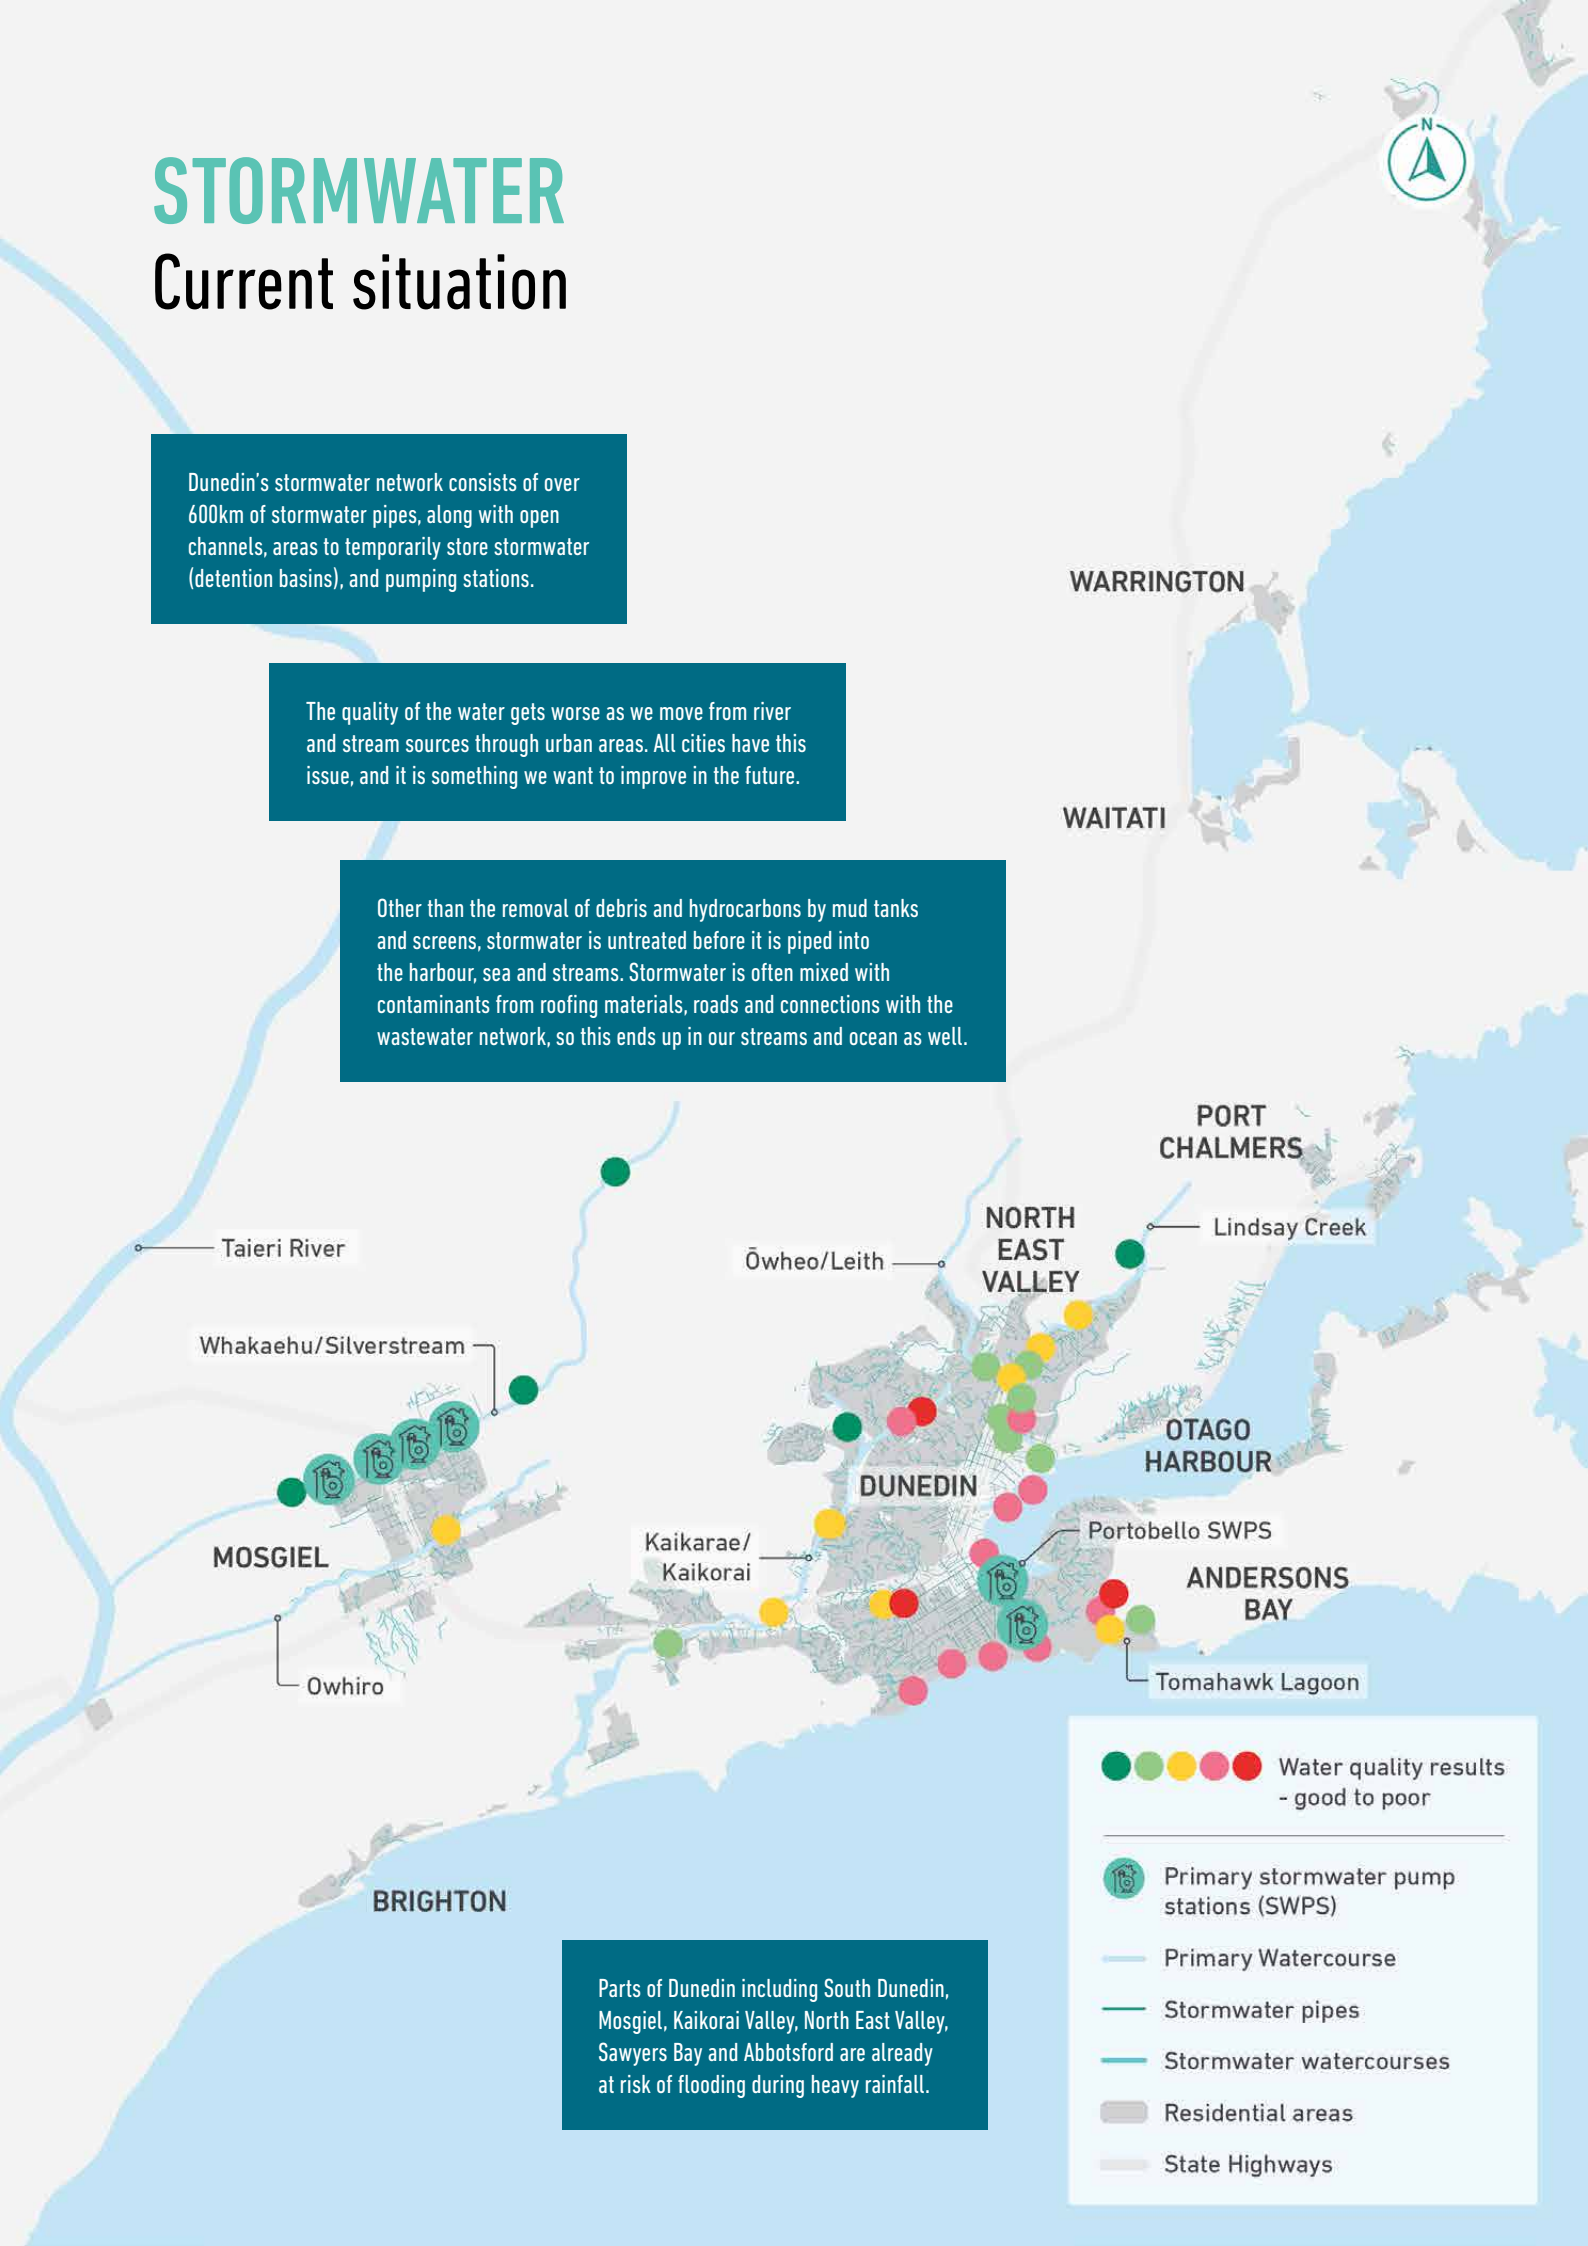 N
STORMWATER
Current situation
Dunedin's stormwater network consists of over
600km of stormwater pipes, along with open
channels, areas to temporarily store stormwater
(detention basins), and pumping stations.
WARRINGTON
The quality of the water gets worse as we move from river
and stream sources through urban areas. All cities have this
issue, and it is something we want to improve in the future.
WAITATI
Other than the removal of debris and hydrocarbons by mud tanks
and screens, stormwater is untreated before it is piped into
the harbour, sea and streams. Stormwater is often mixed with
contaminants from roofing materials, roads and connections with the
wastewater network, so this ends up in our streams and ocean as well.
PORT
CHALMERS
NORTH
EAST
VALLEY
Lindsay Creek
Taieri River
Ōwheo/Leith
Whakaehu/Silverstream
OTAGO
HARBOUR
DUNEDIN
Portobello SWPS
Kaikarae/
Kaikorai
MOSGIEL
ANDERSONS
BAY
Owhiro
Tomahawk Lagoon
Water quality results
- good to poor
Primary stormwater pump
stations (SWPS)
Primary Watercourse
Stormwater pipes
Stormwater watercourses
Residential areas
State Highways
BRIGHTON
Parts of Dunedin including South Dunedin,
Mosgiel, Kaikorai Valley, North East Valley,
Sawyers Bay and Abbotsford are already
at risk of flooding during heavy rainfall.